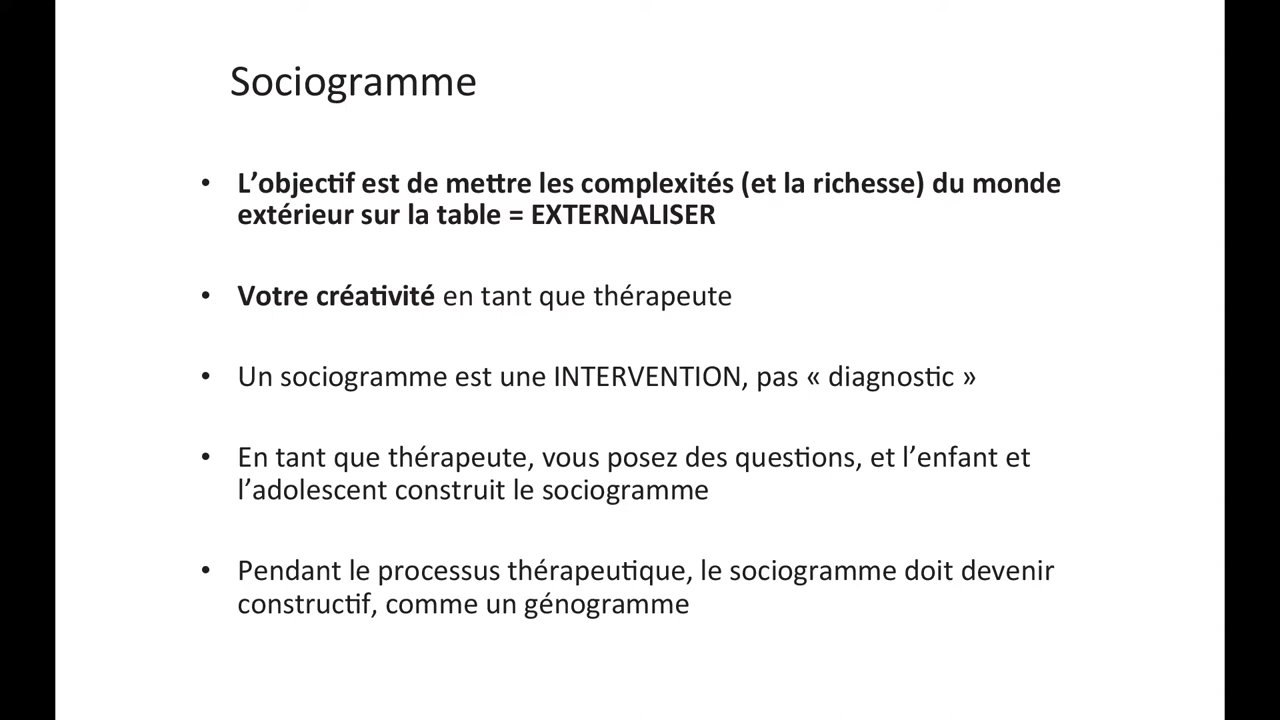 Sociogramme
• L’objectif est de mettre les complexités (et la richesse) du monde
extérieur sur la table = EXTERNALISER
• Votre créativité en tant que thérapeute
• Un sociogramme est une INTERVENTION, pas « diagnostic »
• En tant que thérapeute, vous posez des questions, et l’enfant et
l’adolescent construit le sociogramme
• Pendant le processus thérapeutique, le sociogramme doit devenir
constructif, comme un génogramme